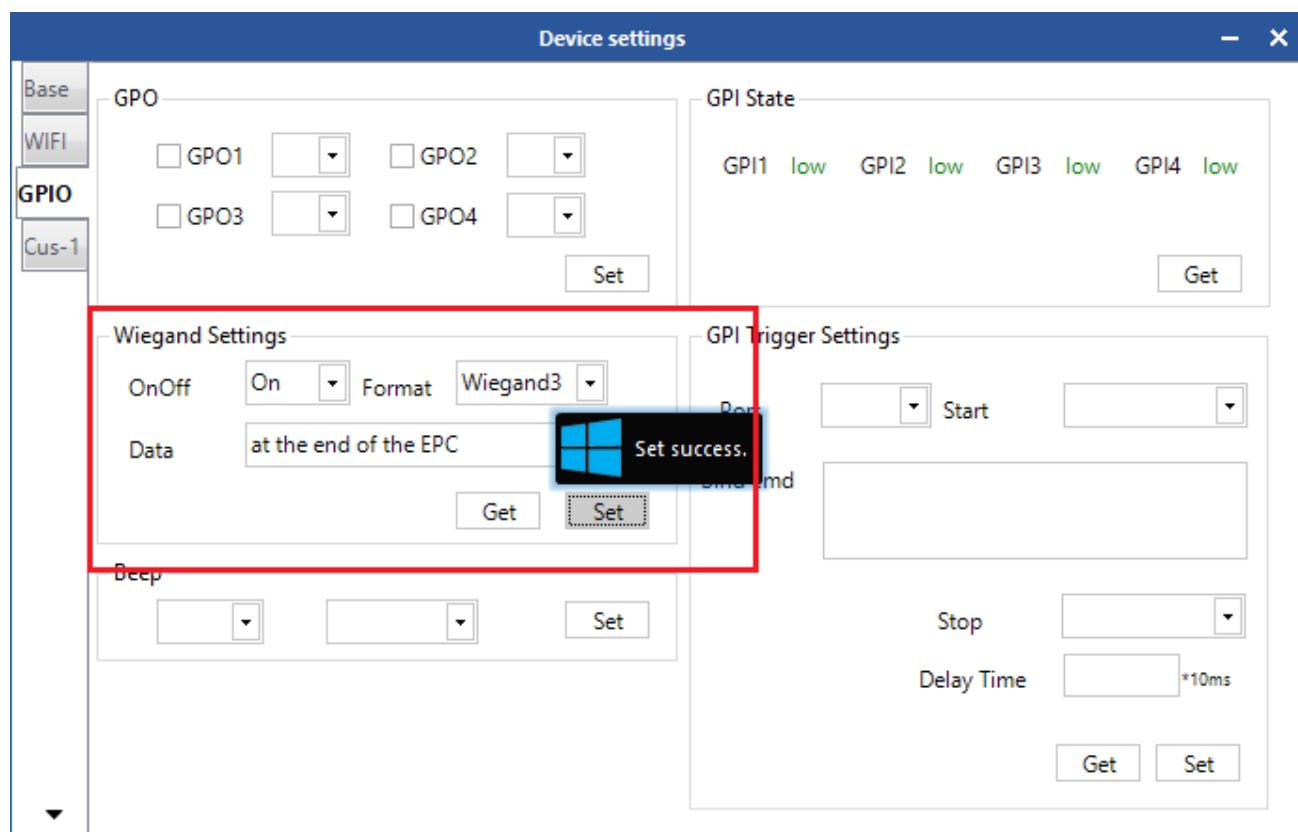 Device settings
Base
WIFI
GPIO
Cus-1
GPO
GPO1
GPO2
GPO3
GPO4
Set
GPI State
GPI1 low GPI2 low GPI3 low GPI4 low
Get
Wiegand Settings
OnOff On Format Wiegand3
Data at the end of the EPC
Set success.
Get Set
Beep
Set
GPI Trigger Settings
Start
Stop
Delay Time *10ms
Get Set